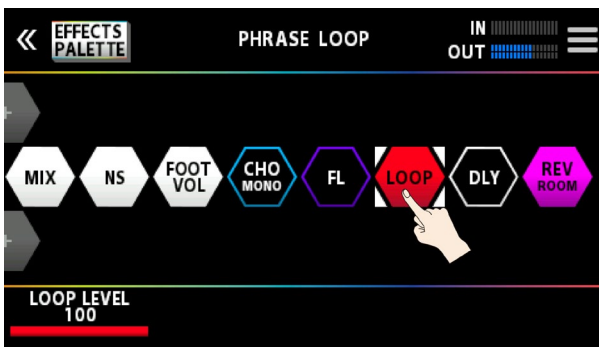 EFFECTS
PALETTE
PHRASE LOOP
IN
OUT
MIX
NS
FOOT
VOL
CHO
MONO
FL
LOOP
DLY
REV
ROOM
LOOP LEVEL
100